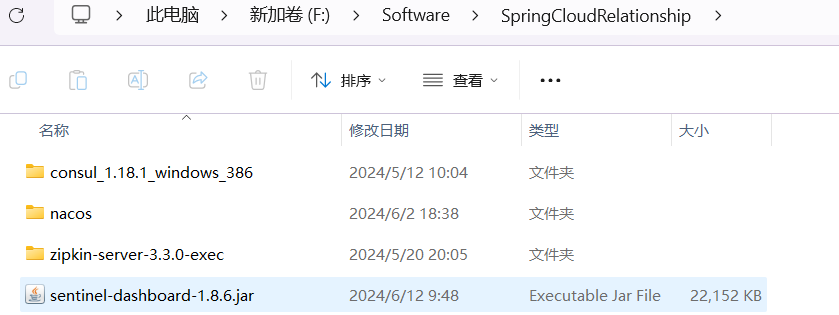 此电脑 新加卷 (F:) Software SpringCloudRelationship
排序 查看
名称 修改日期 类型 大小
consul_1.18.1_windows_386 2024/5/12 10:04 文件夹
nacos 2024/6/2 18:38 文件夹
zipkin-server-3.3.0-exec 2024/5/20 20:05 文件夹
sentinel-dashboard-1.8.6.jar 2024/6/12 9:48 Executable Jar File 22,152 KB